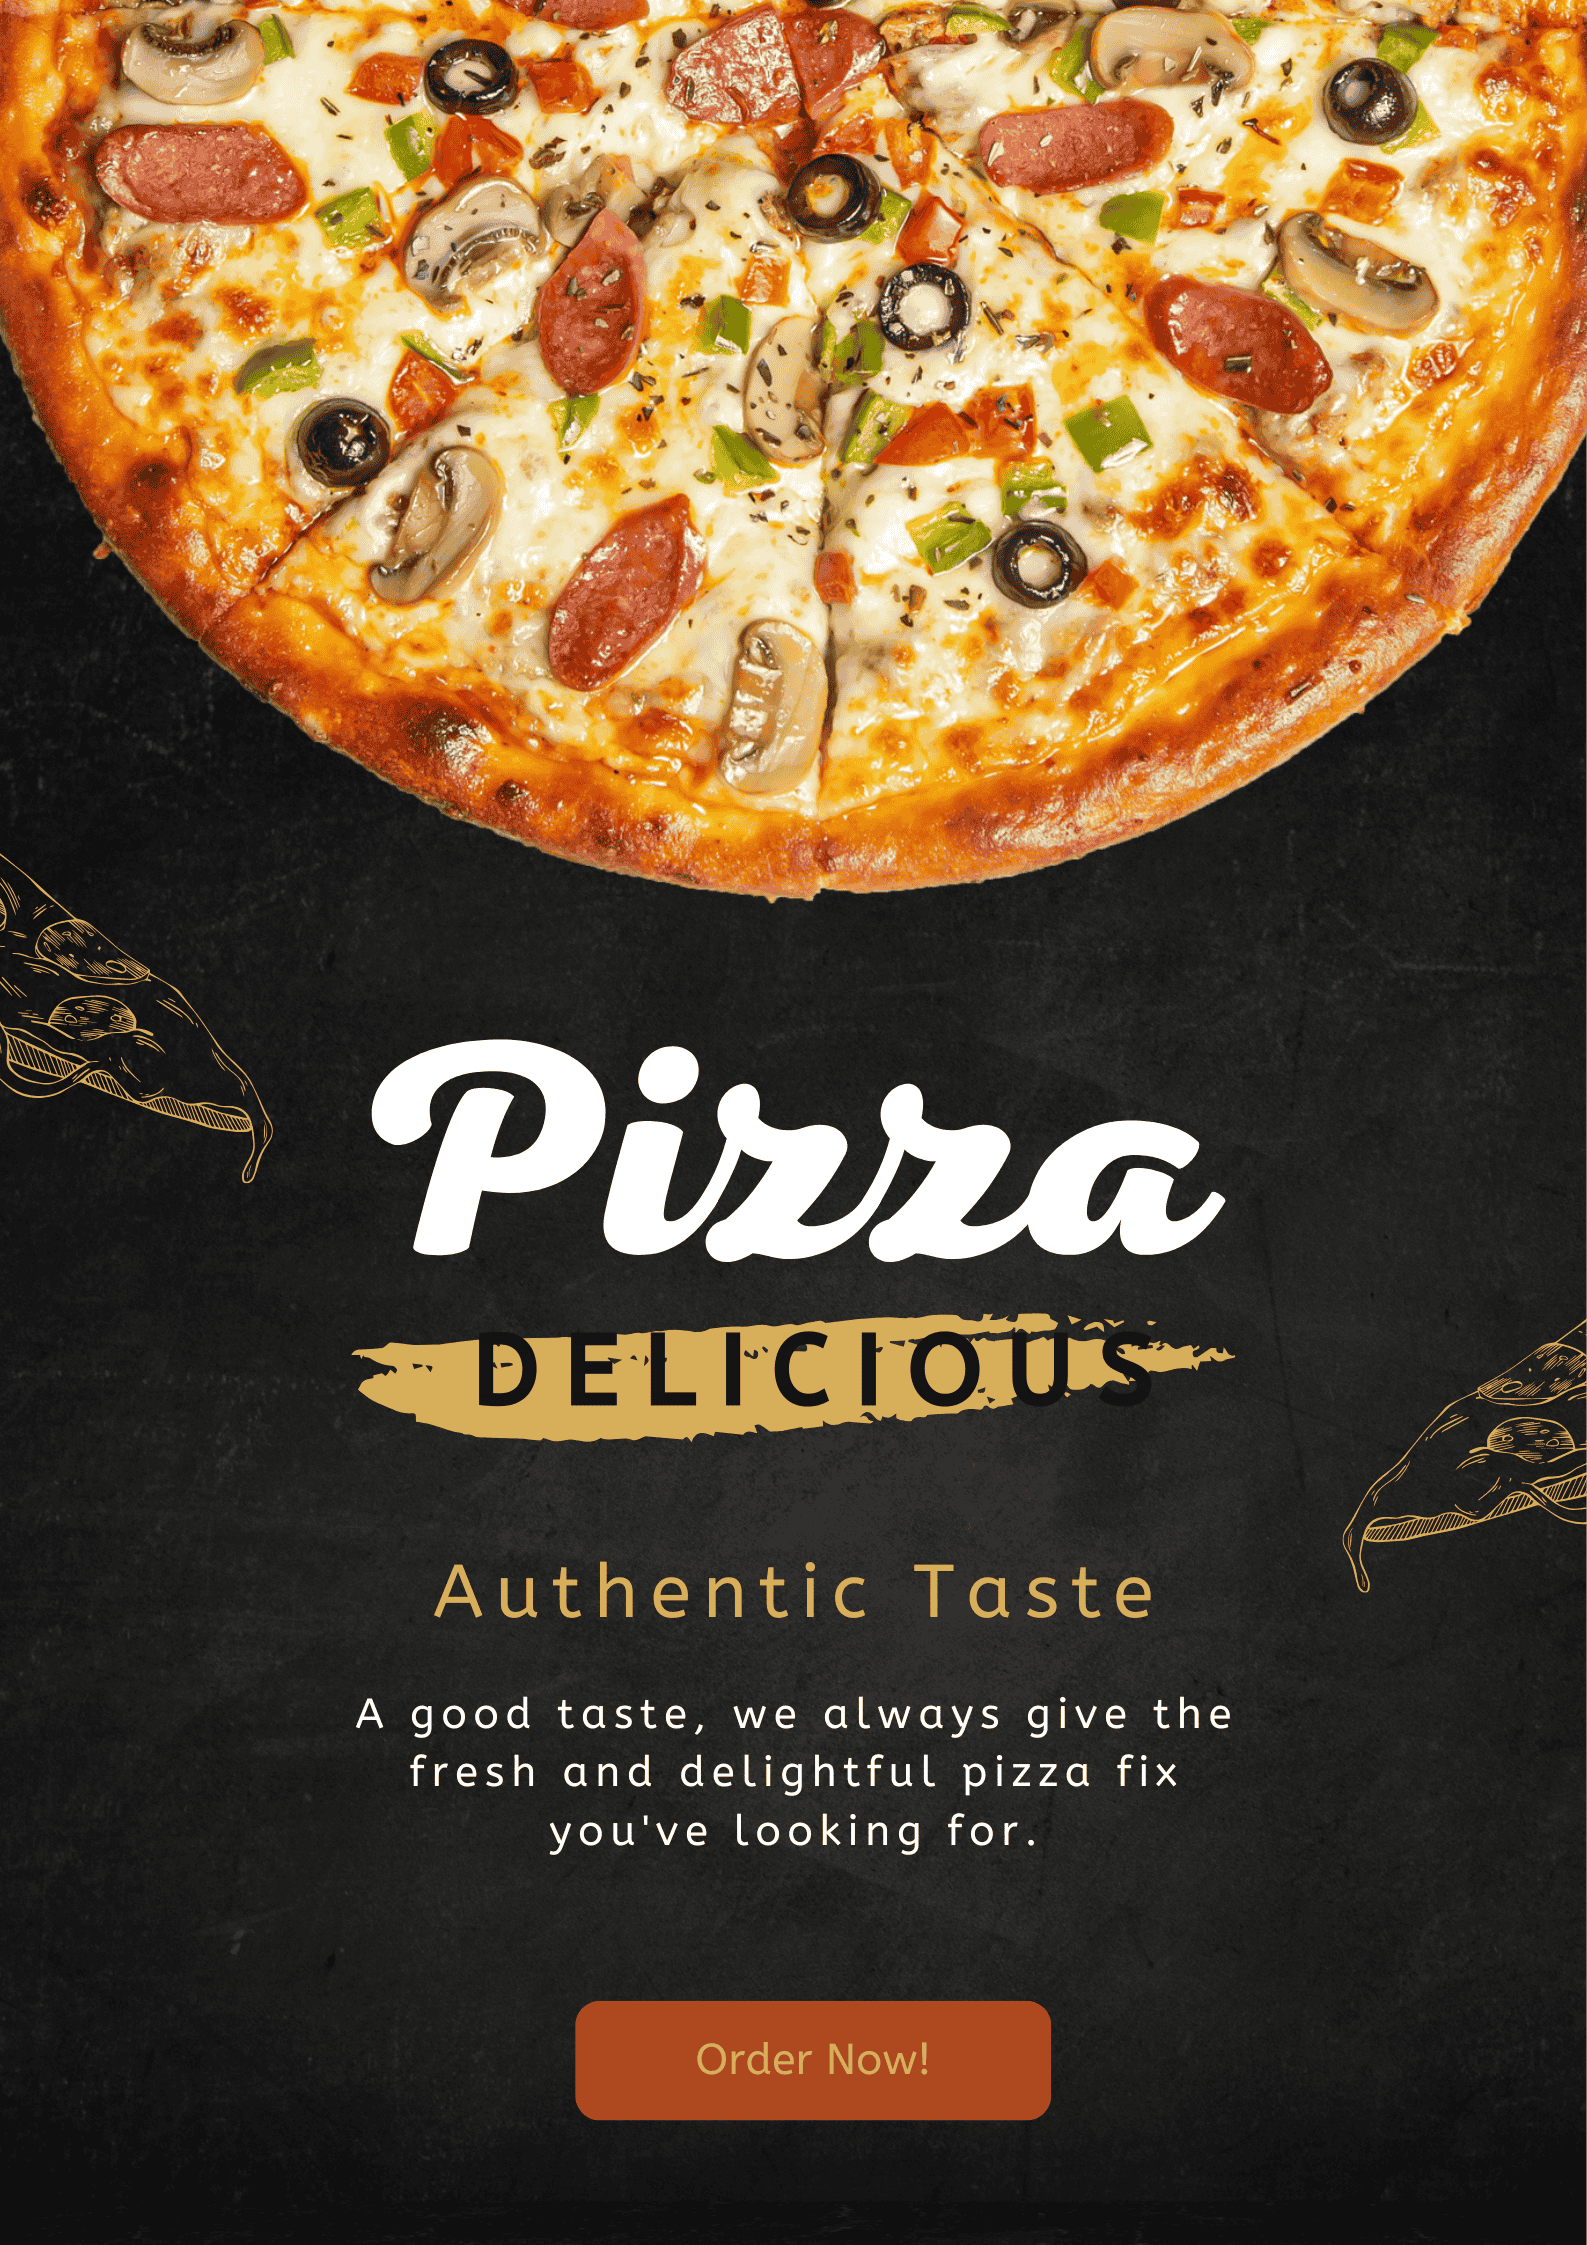 Pizza
DELICIOUS
Authentic Taste
A good taste, we always give the
fresh and delightful pizza fix
you've looking for.
Order Now!